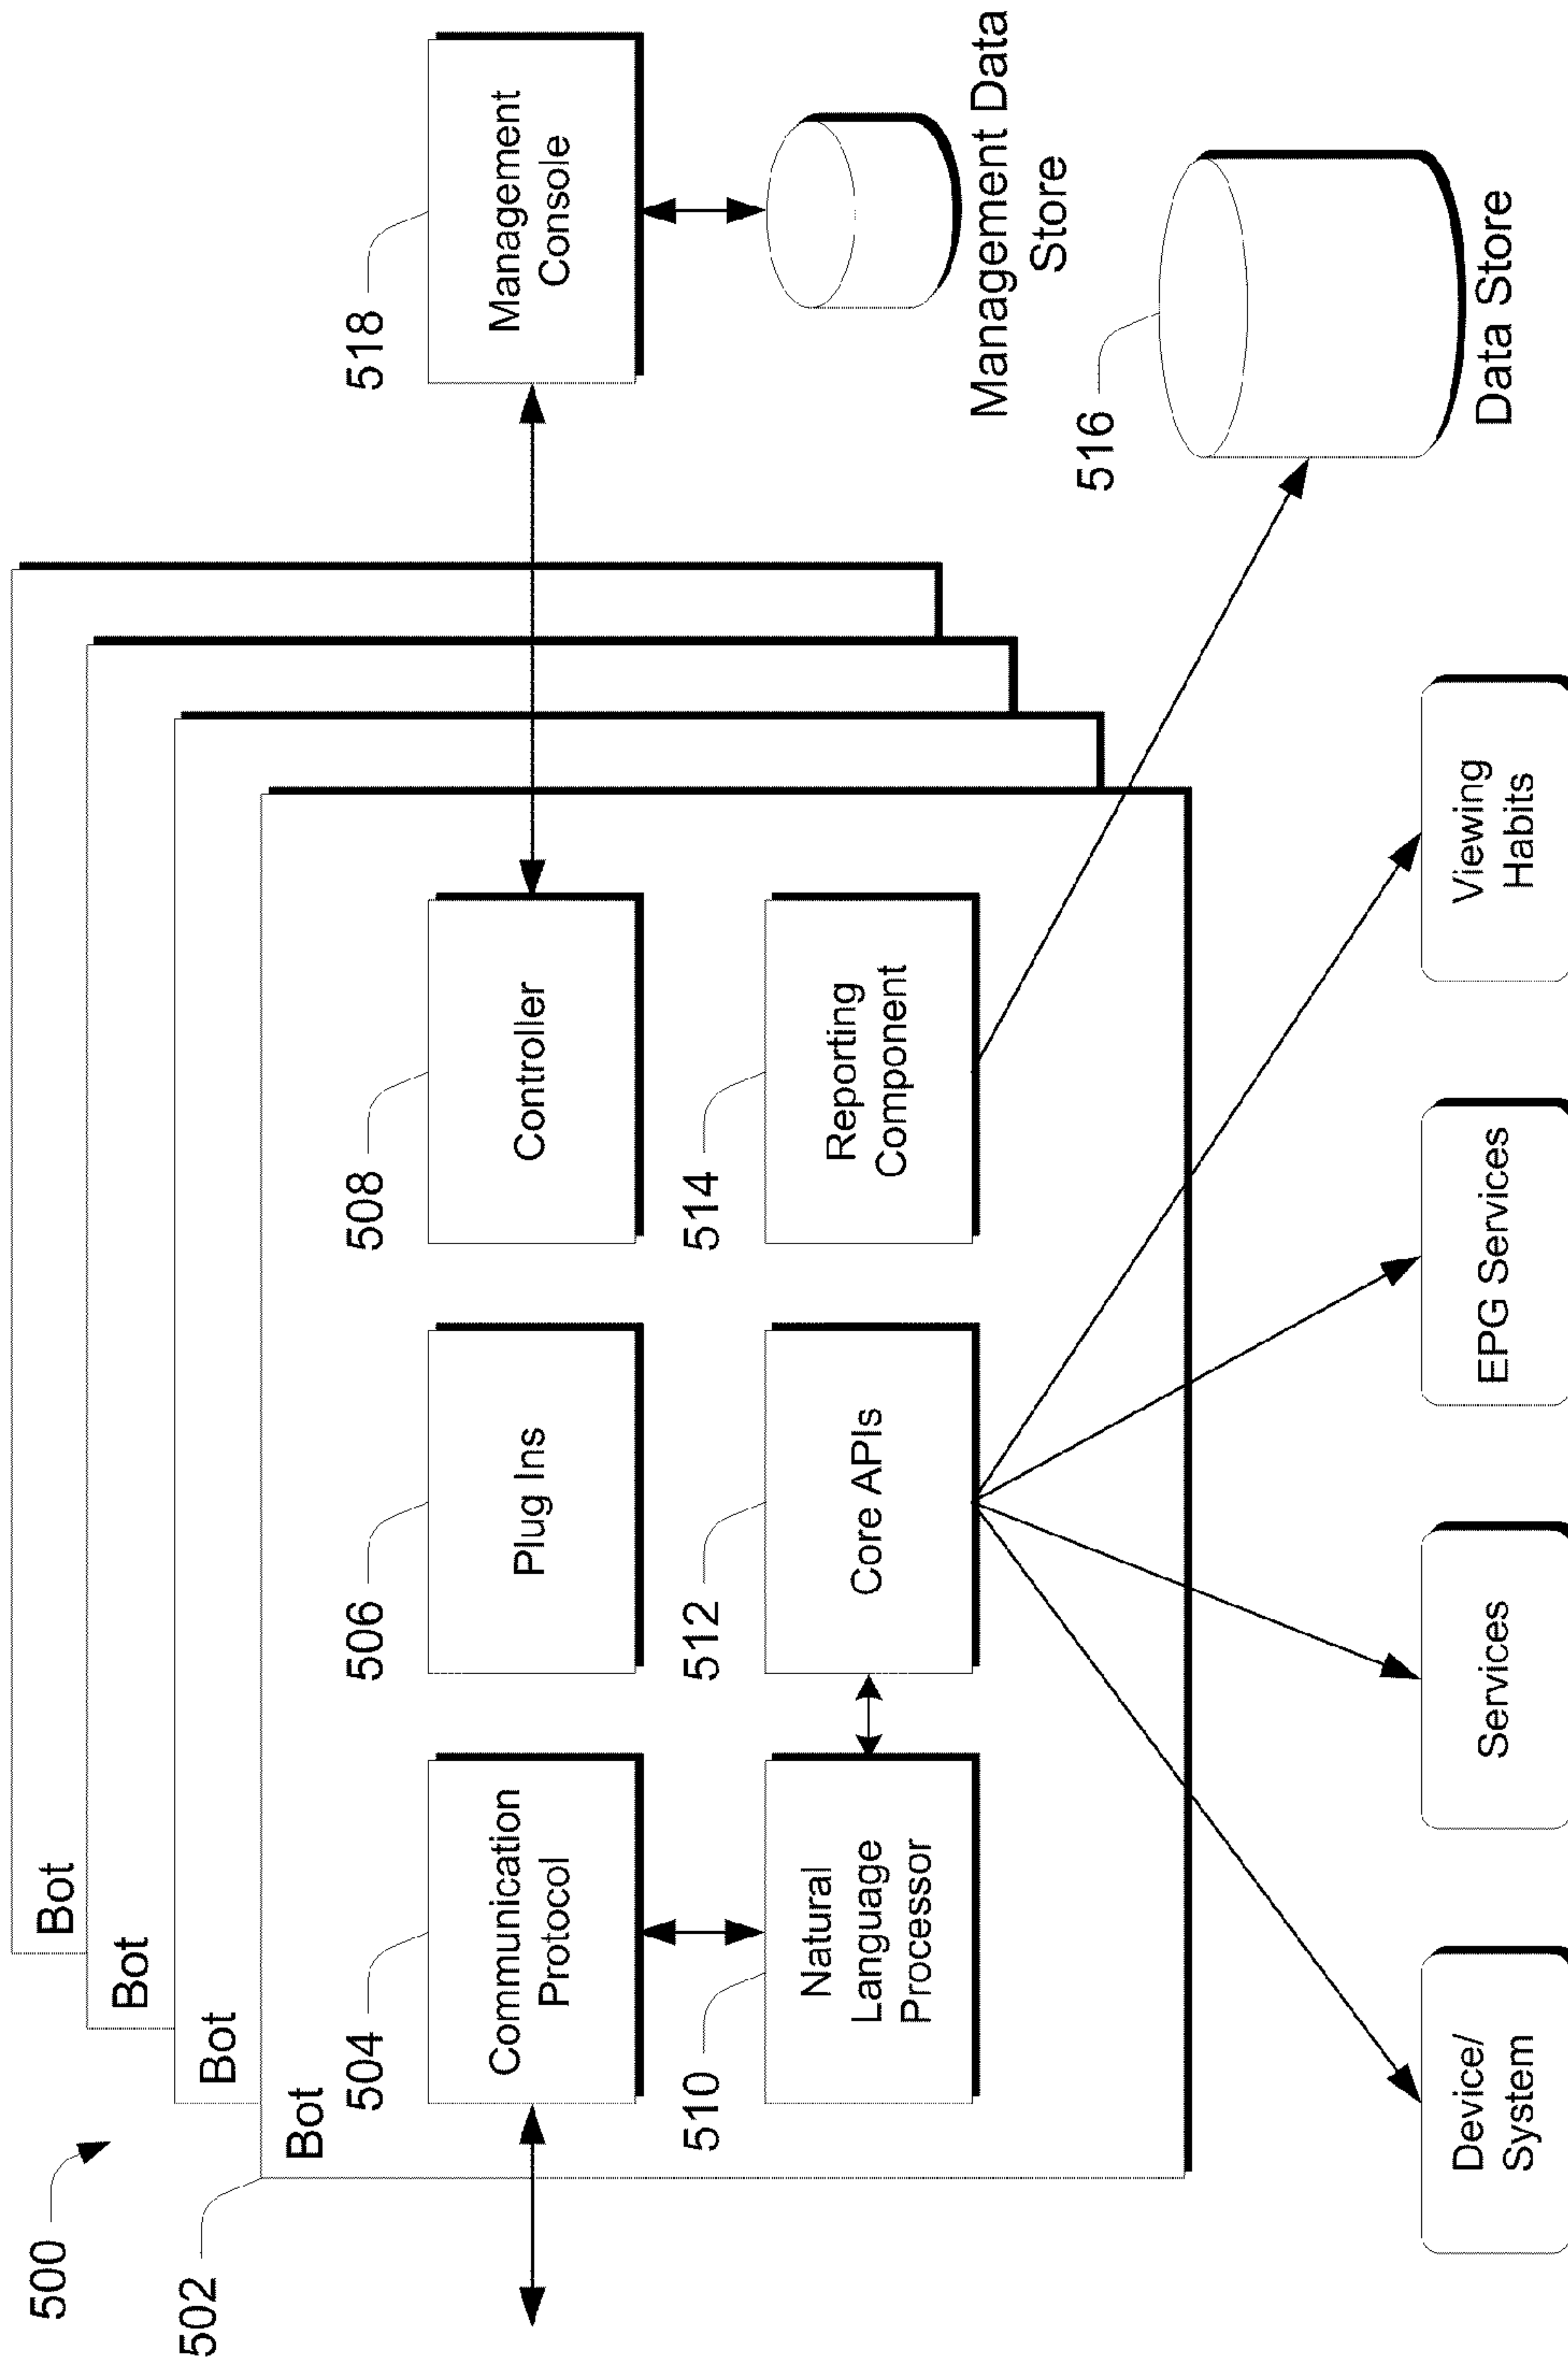 500
502
Bot
Bot
Bot
Bot
504
Communication
Protocol
506
Plug Ins
508
Controller
518
Management
Console
510
Natural
Language
Processor
512
Core APIs
514
Reporting
Component
Management Data
Store
516
Data Store
Device/
System
Services
EPG Services
Viewing
Habits